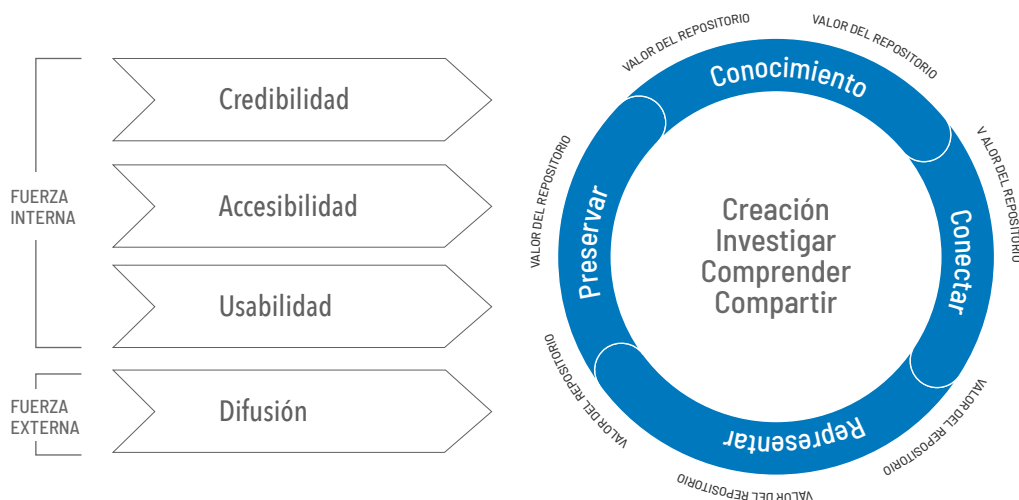 FUERZA
INTERNA
Credibilidad
Accesibilidad
Usabilidad
FUERZA
EXTERNA
Difusión
VALOR DEL REPOSITORIO
VALOR DEL REPOSITORIO
V ALOR DEL REPOSITORIO
VALOR DEL REPOSITORIO
VALOR DEL REPOSITORIO
VALOR DEL REPOSITORIO
VALOR DEL REPOSITORIO
Conocimiento
Conectar
Representar
Preservar
Creación
Investigar
Comprender
Compartir